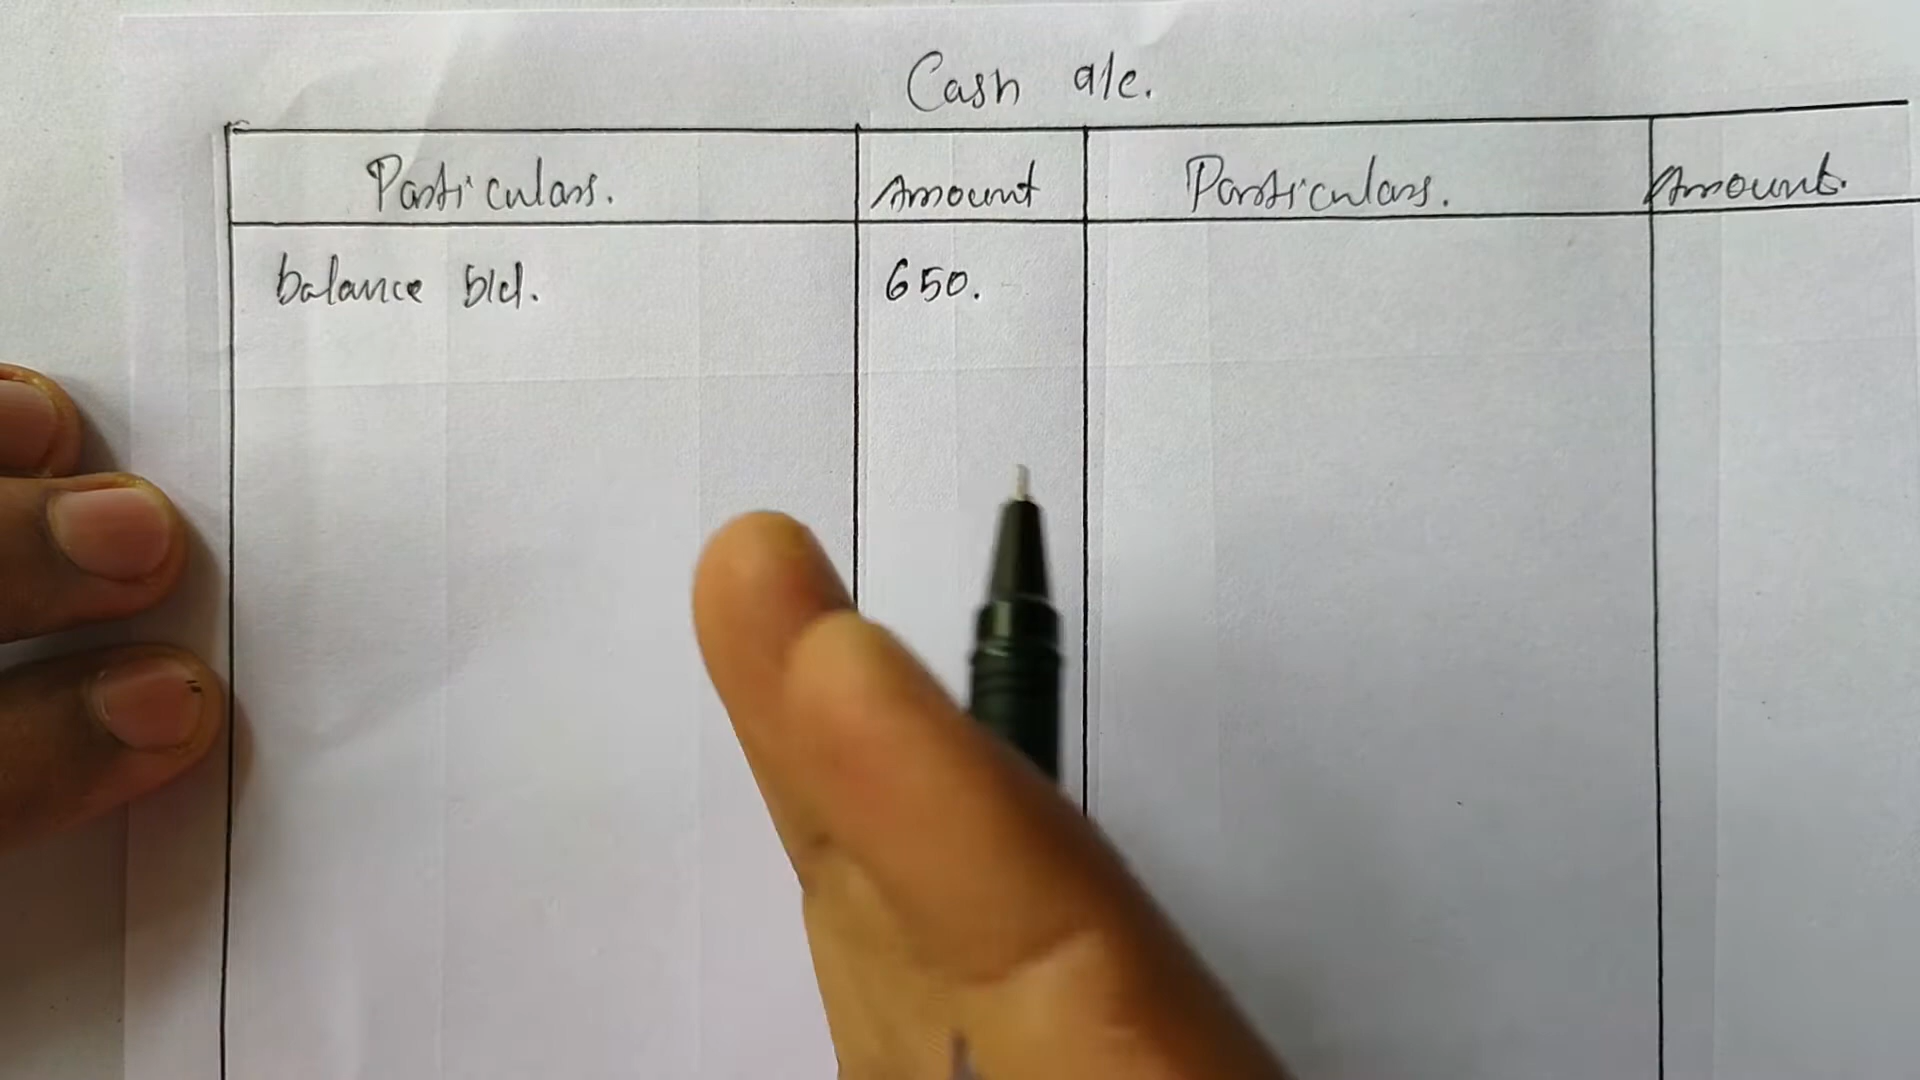 Cash a/c.
Particulars. Amount Particulars. Amount.
balance b/d. 650.